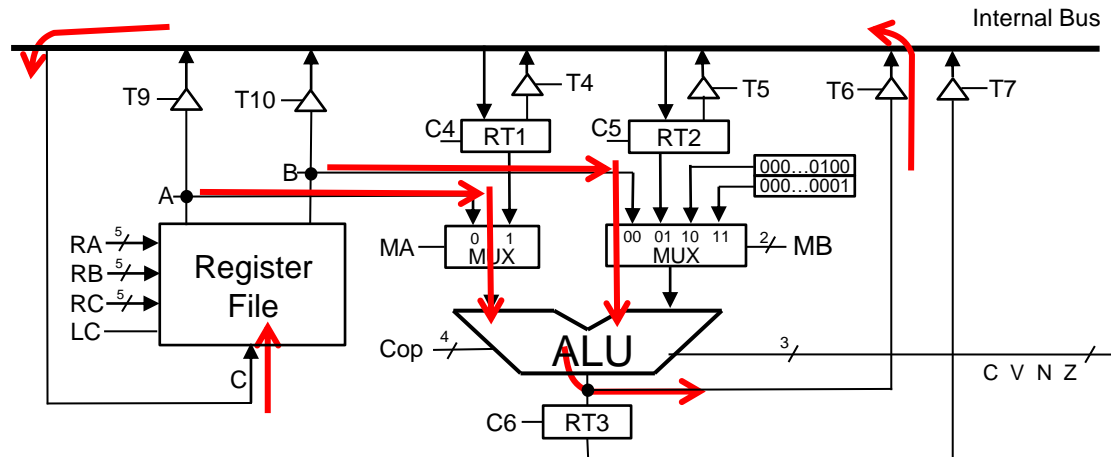 Internal Bus
T9
T10
T4
T5
T6
T7
C4
RT1
C5
RT2
000...0100
000...0001
B
A
RA 5
RB 5
RC 5
LC
Register
File
C
MA
0 1
MUX
00 01 10 11
MUX
2 MB
Cop 4
ALU
3
C V N Z
C6
RT3